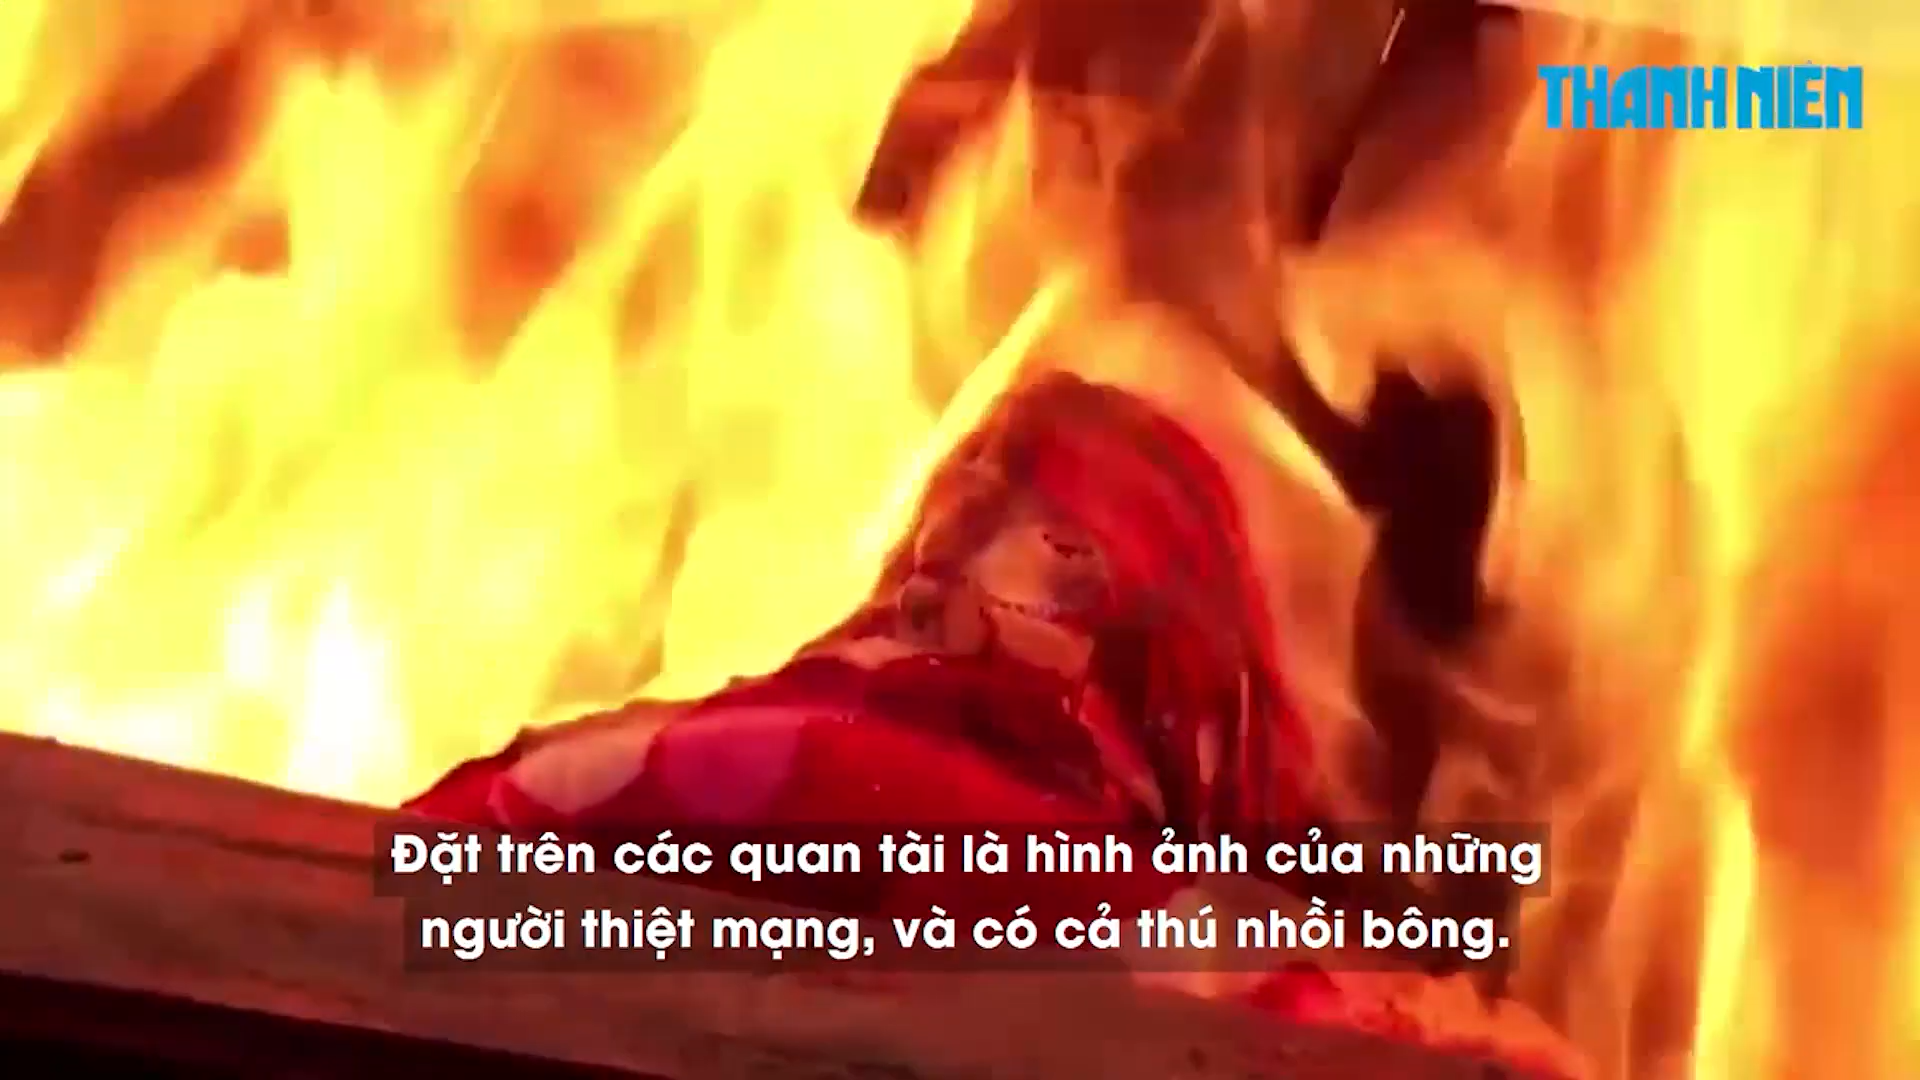 THANH NIÊN
Đặt trên các quan tài là hình ảnh của những
người thiệt mạng, và có cả thú nhồi bông.